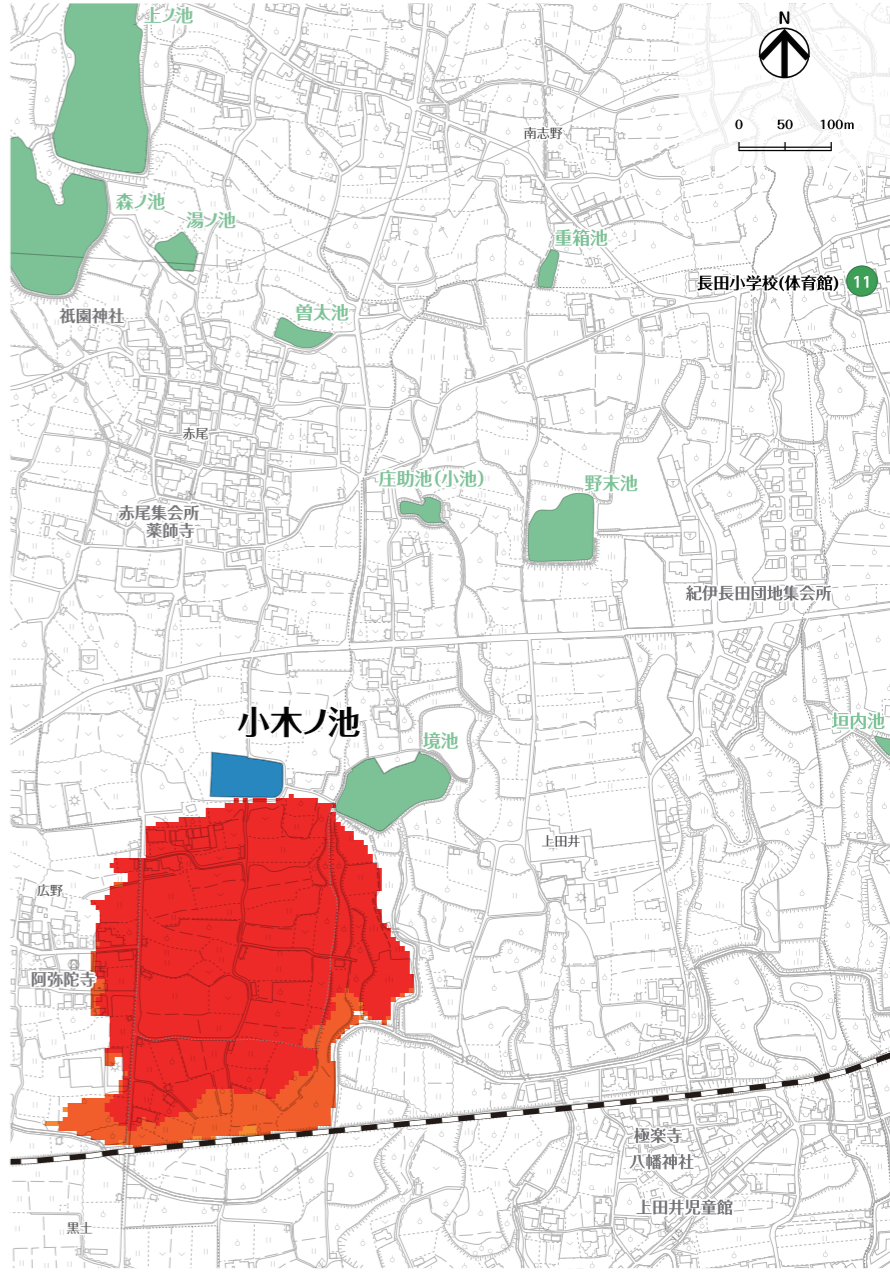 上ノ池
N
0 50 100m
南志野
森ノ池
湯ノ池
重箱池
長田小学校(体育館) 11
曽太池
祇園神社
赤尾
庄助池(小池)
野末池
赤尾集会所
薬師寺
紀伊長田団地集会所
小木ノ池
垣内池
境池
上田井
広野
阿弥陀寺
極楽寺
八幡神社
上田井児童館
黒土